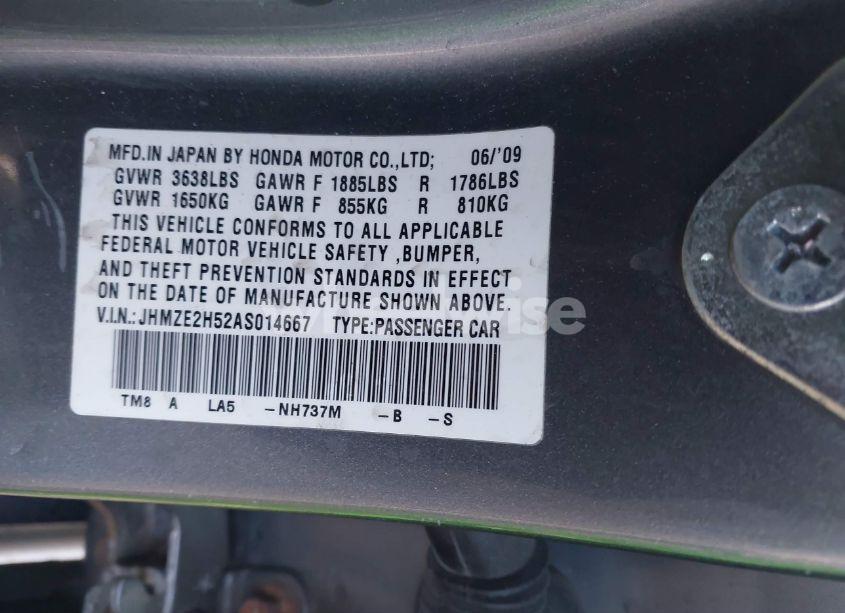 MFD.IN JAPAN BY HONDA MOTOR CO.,LTD; 06/'09
GVWR 3638LBS GAWR F 1885LBS R 1786LBS
GVWR 1650KG GAWR F 855KG R 810KG
THIS VEHICLE CONFORMS TO ALL APPLICABLE
FEDERAL MOTOR VEHICLE SAFETY ,BUMPER,
AND THEFT PREVENTION STANDARDS IN EFFECT
ON THE DATE OF MANUFACTURE SHOWN ABOVE.
V.I.N.:JHMZE2H52AS014667 TYPE:PASSENGER CAR
TM8 A LA5 -NH737M -B -S